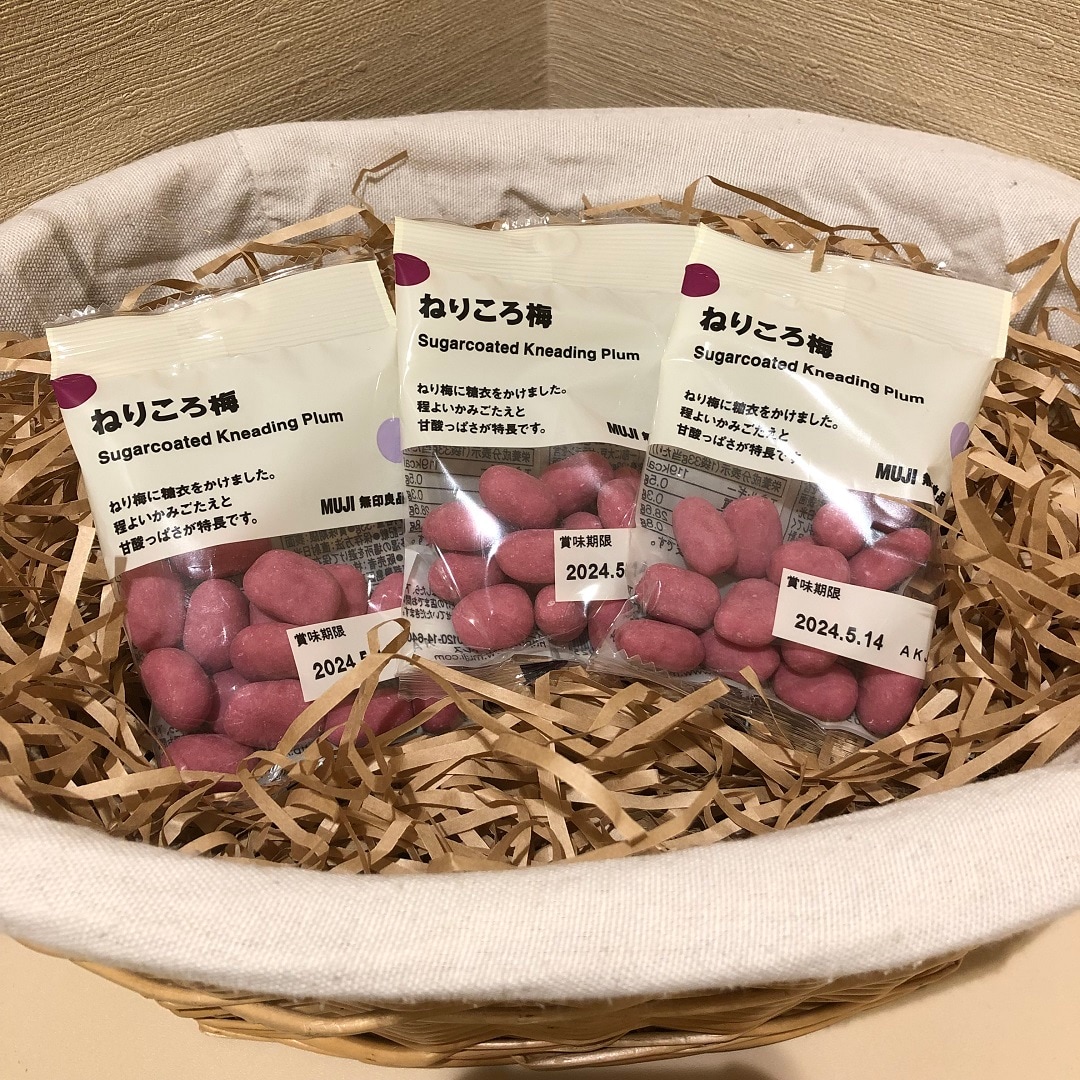 ねりころ梅
Sugarcoated Kneading Plum
ねり梅に糖衣をかけました。
程よいかみごたえと
甘酸っぱさが特長です。
MUJI 無印良品
賞味期限
2024.5
ねりころ梅
Sugarcoated Kneading Plum
ねり梅に糖衣をかけました。
程よいかみごたえと
甘酸っぱさが特長です。
MUJI
賞味期限
2024.5
ねりころ梅
Sugarcoated Kneading Plum
ねり梅に糖衣をかけました。
程よいかみごたえと
甘酸っぱさが特長です
MUJI
賞味期限
2024.5.14